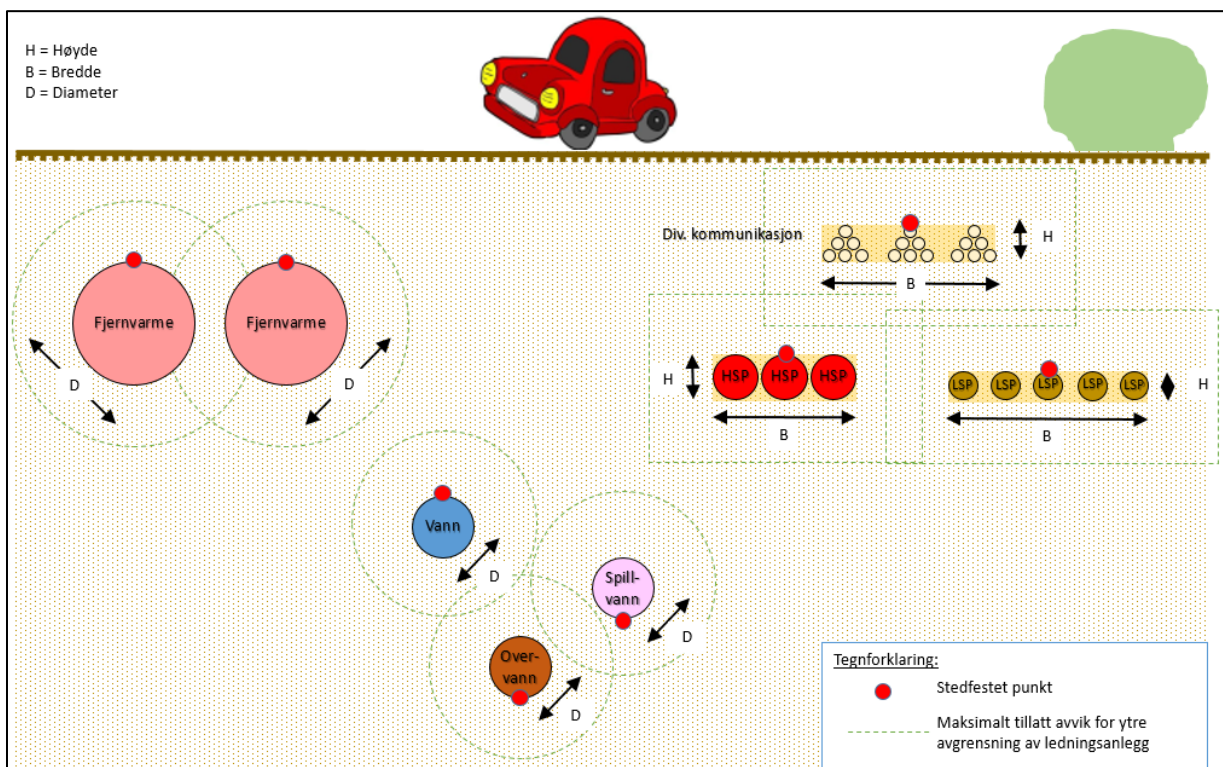 H = Høyde
B = Bredde
D = Diameter
Div. kommunikasjon
H
B
Fjernvarme
Fjernvarme
D
D
H
HSP
HSP
HSP
B
LSP
LSP
LSP
LSP
LSP
H
B
Vann
D
Spill-
vann
D
Over-
vann
D
Tegnforklaring:
Stedfestet punkt
Maksimalt tillatt avvik for ytre
avgrensning av ledningsanlegg